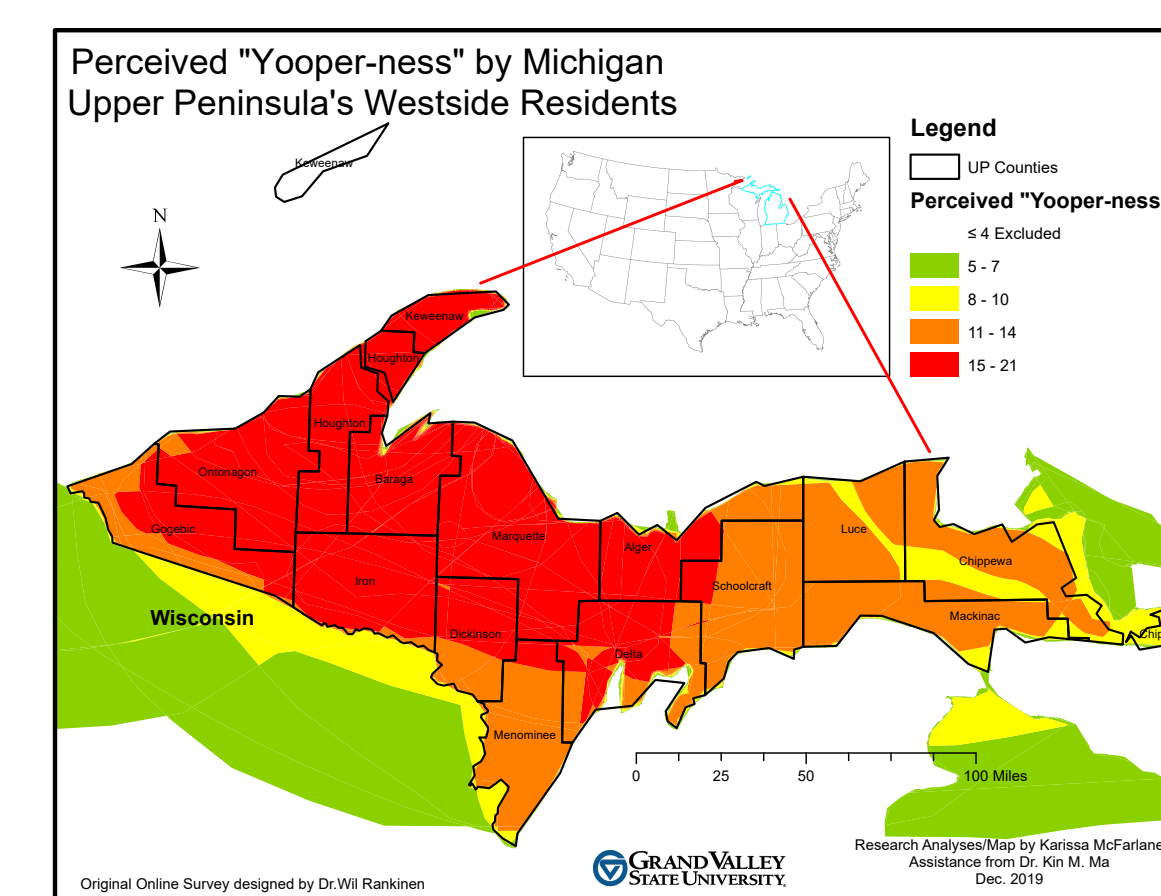 Perceived "Yooper-ness" by Michigan
Upper Peninsula's Westside Residents
Legend
UP Counties
Perceived "Yooper-ness
≤ 4 Excluded
5 - 7
8 - 10
11 - 14
15 - 21
Keweenaw
N
Keweenaw
Houghton
Houghton
Ontonagon
Baraga
Gogebic
Marquette
Alger
Luce
Chippewa
Iron
Schoolcraft
Mackinac
Wisconsin
Dickinson
Chip
Delta
Menominee
0 25 50 100 Miles
GRAND VALLEY
STATE UNIVERSITY
Research Analyses/Map by Karissa McFarlane
Assistance from Dr. Kin M. Ma
Dec. 2019
Original Online Survey designed by Dr.Wil Rankinen